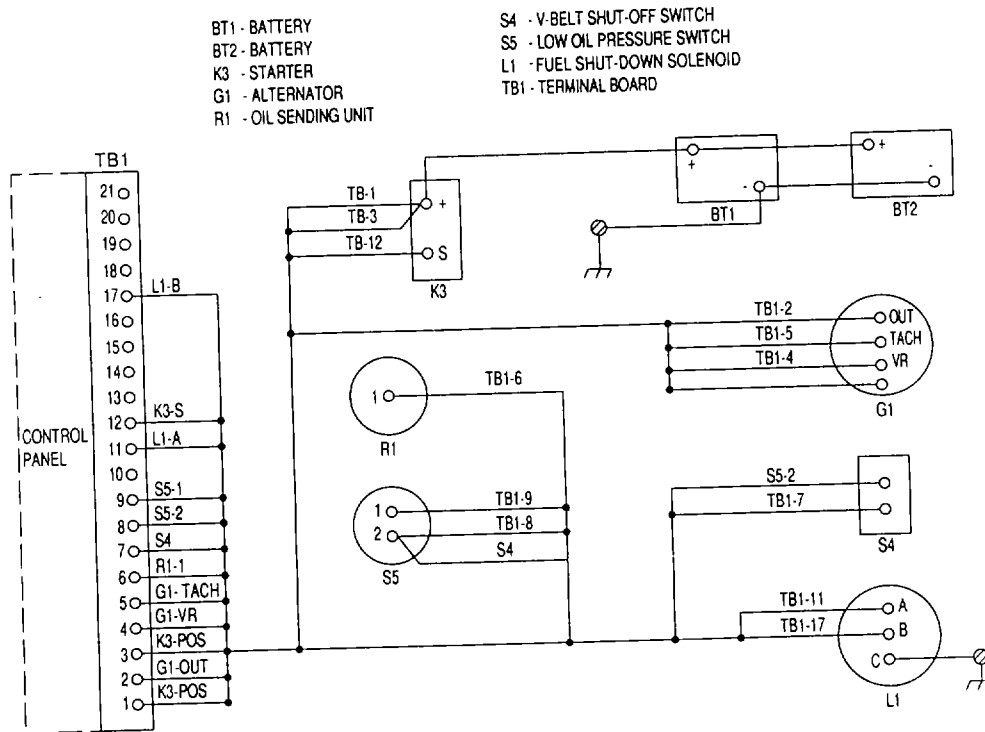 BT1 - BATTERY
BT2 - BATTERY
K3 - STARTER
G1 - ALTERNATOR
R1 - OIL SENDING UNIT
S4 - V-BELT SHUT-OFF SWITCH
S5 - LOW OIL PRESSURE SWITCH
L1 - FUEL SHUT-DOWN SOLENOID
TB1 - TERMINAL BOARD
TB1
CONTROL
PANEL
21
20
19
18
17 L1-B
16
15
14
13
12 K3-S
11 L1-A
10
9 S5-1
8 S5-2
7 S4
6 R1-1
5 G1-TACH
4 G1-VR
3 K3-POS
2 G1-OUT
1 K3-POS
TB-1
TB-3
TB-12
+
S
K3
+
-
BT1
+
-
BT2
TB1-2
TB1-5
TB1-4
OUT
TACH
VR
G1
1
TB1-6
R1
1
2
TB1-9
TB1-8
S4
S5
S5-2
TB1-7
S4
TB1-11
TB1-17
A
B
C
L1